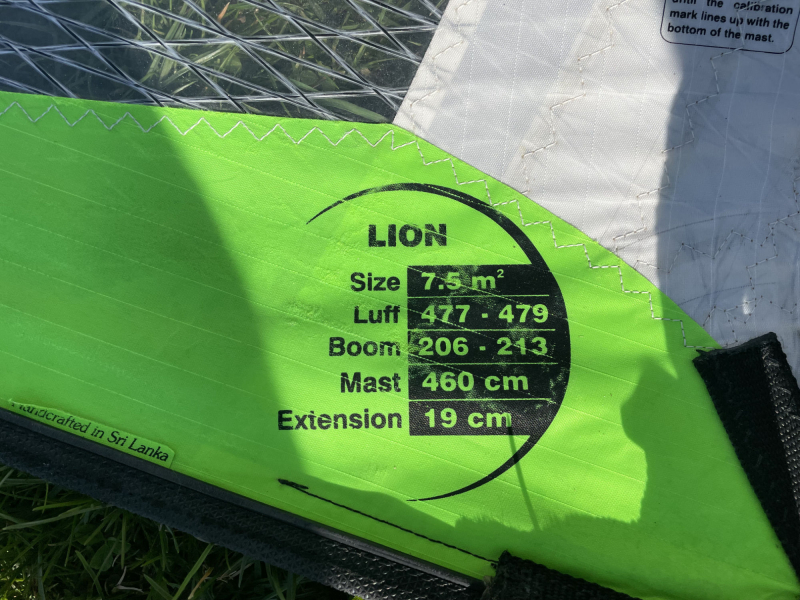 until the calibration
mark lines up with the
bottom of the mast.
LION
Size 7.5 m²
Luff 477 - 479
Boom 206 - 213
Mast 460 cm
Extension 19 cm
Handcrafted in Sri Lanka